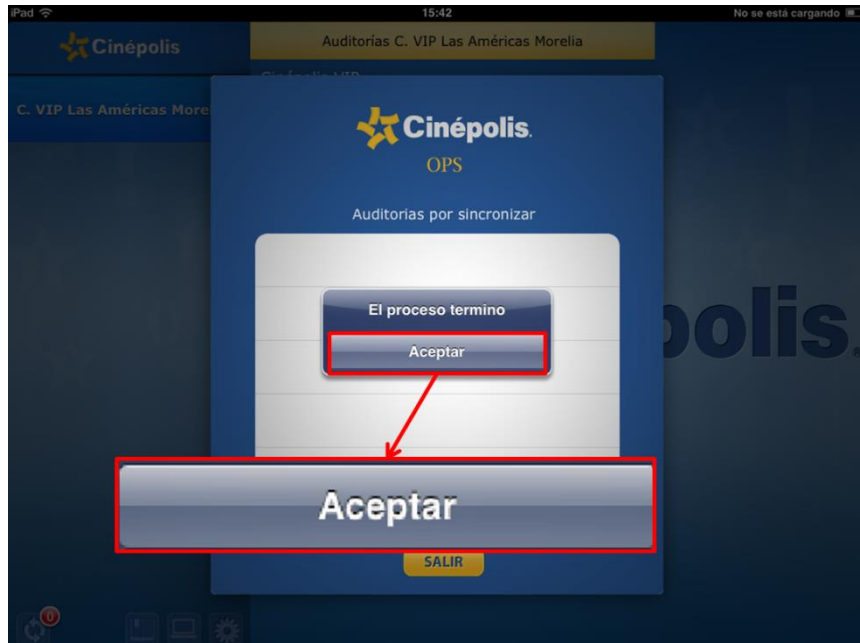 iPad
15:42
No se está cargando
Cinépolis
Auditorías C. VIP Las Américas Morelia
C. VIP Las Américas More
Cinépolis.
OPS
Auditorias por sincronizar
El proceso termino
Aceptar
polis.
Aceptar
SALIR
0